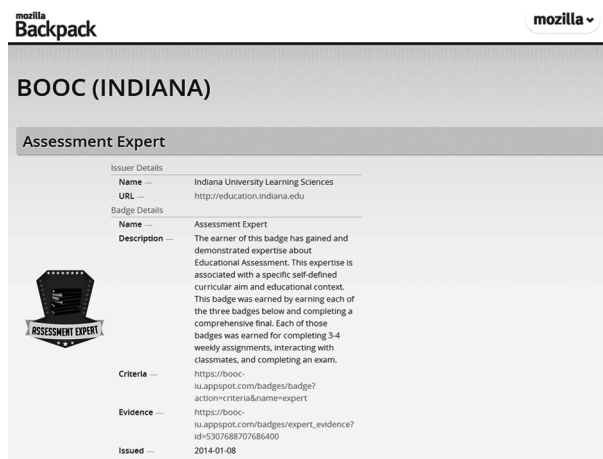 mozilla
Backpack
mozilla
BOOC (INDIANA)
Assessment Expert
Issuer Details
Name — Indiana University Learning Sciences
URL — http://education.indiana.edu
Badge Details
Name — Assessment Expert
Description — The earner of this badge has gained and
demonstrated expertise about
Educational Assessment. This expertise is
associated with a specific self-defined
curricular aim and educational context.
This badge was earned by earning each of
the three badges below and completing a
comprehensive final. Each of those
badges was earned for completing 3-4
weekly assignments, interacting with
classmates, and completing an exam.
ASSESSMENT EXPERT
Criteria — https://booc-
iu.appspot.com/badges/badge?
action=criteria&name=expert
Evidence — https://booc-
iu.appspot.com/badges/expert_evidence?
id=5307688707686400
Issued — 2014-01-08